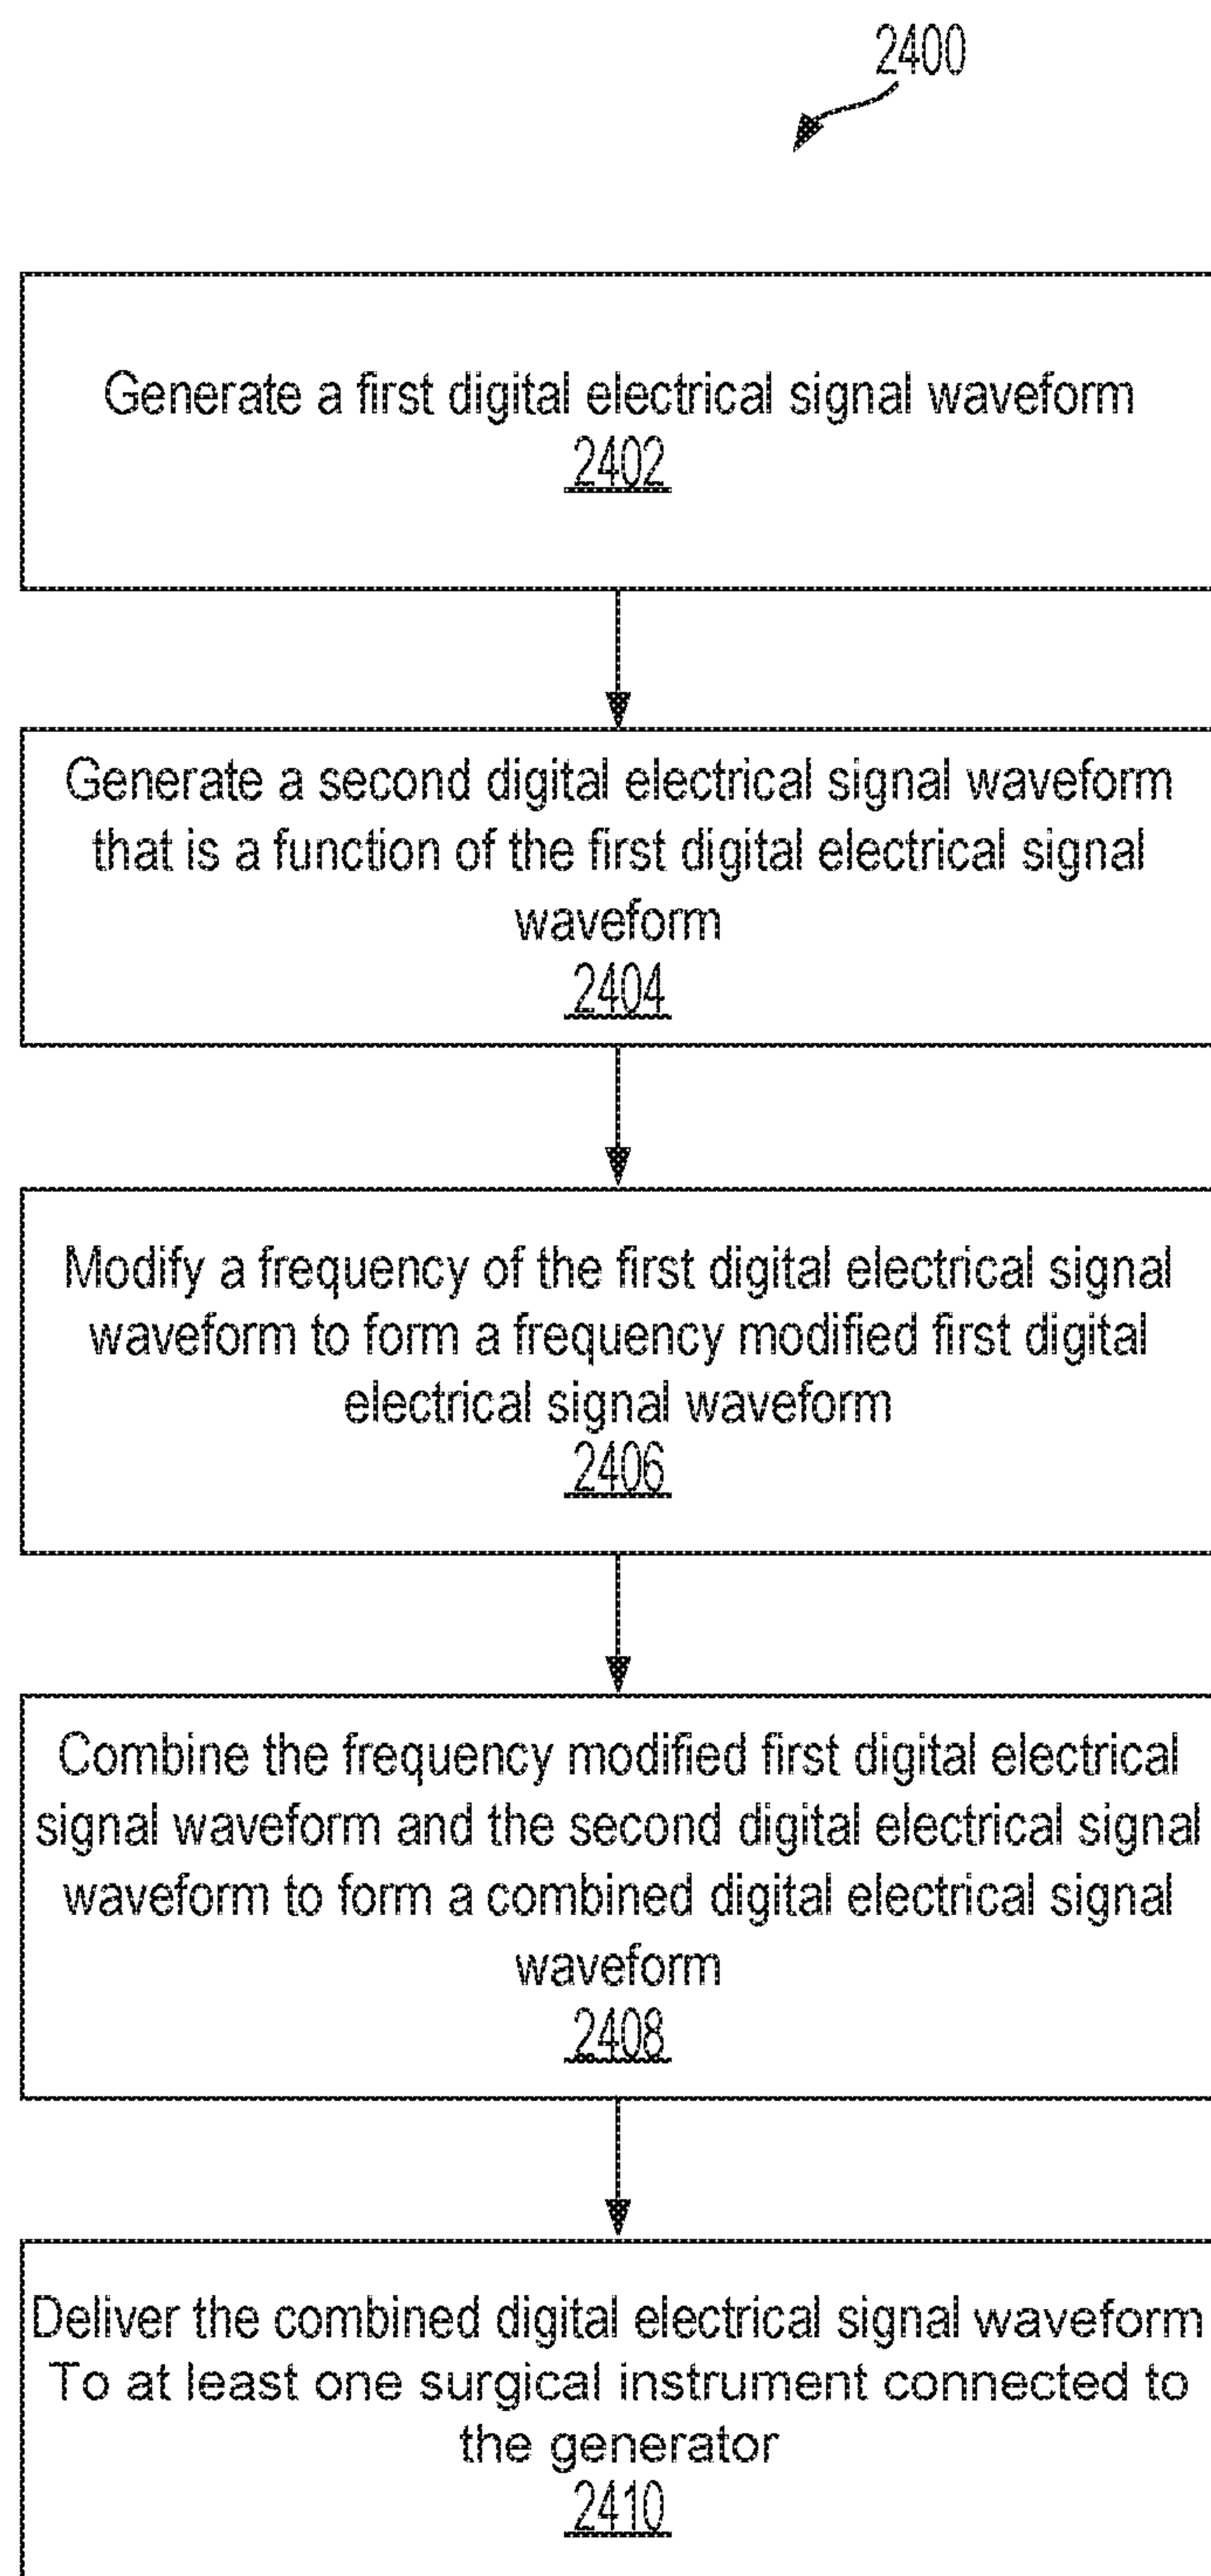 2400
Generate a first digital electrical signal waveform
2402
Generate a second digital electrical signal waveform
that is a function of the first digital electrical signal
waveform
2404
Modify a frequency of the first digital electrical signal
waveform to form a frequency modified first digital
electrical signal waveform
2406
Combine the frequency modified first digital electrical
signal waveform and the second digital electrical signal
waveform to form a combined digital electrical signal
waveform
2408
Deliver the combined digital electrical signal waveform
To at least one surgical instrument connected to
the generator
2410